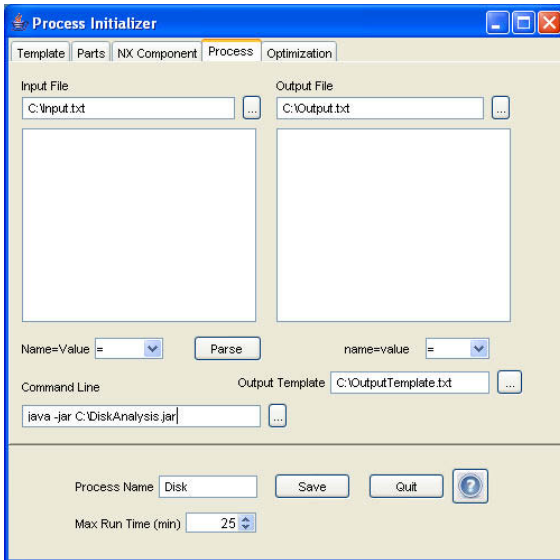 Process Initializer
Template Parts NX Component Process Optimization
Input File Output File
C:\Input.txt ... C:\Output.txt ...
Name=Value = Parse name=value =
Output Template C:\OutputTemplate.txt ...
Command Line
java -jar C:\DiskAnalysis.jar ...
Process Name Disk Save Quit ?
Max Run Time (min) 25